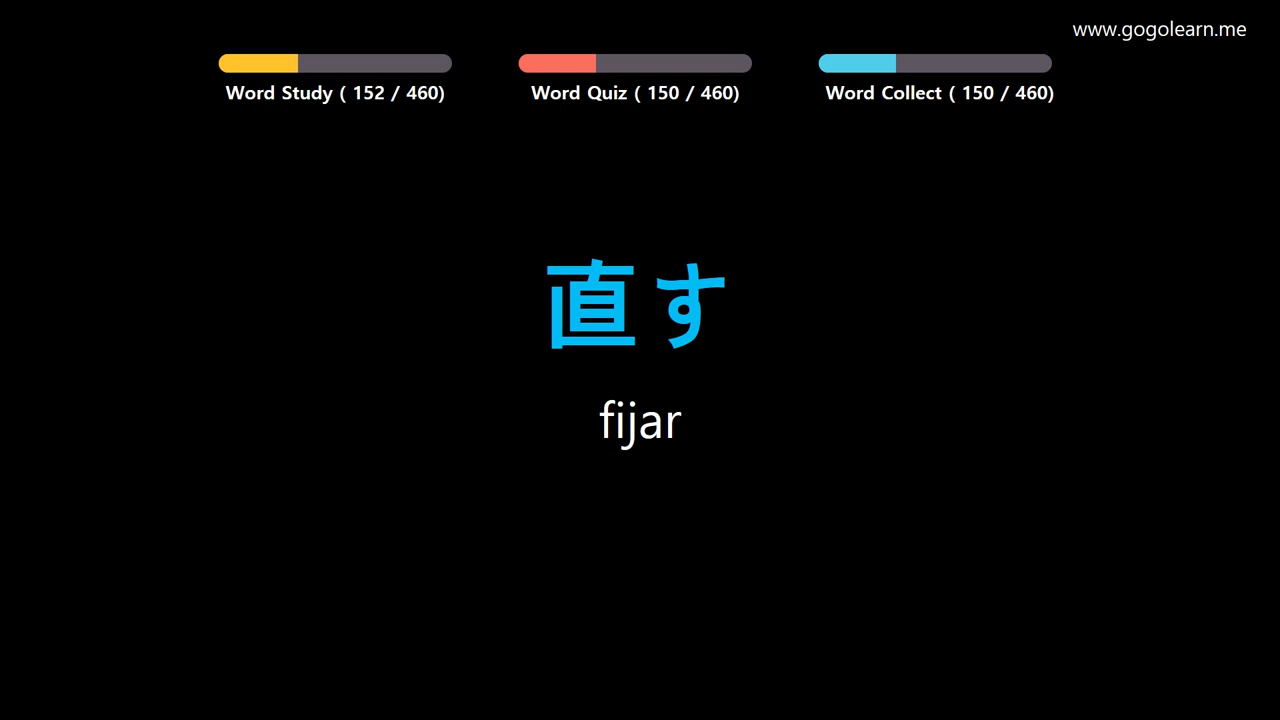 www.gogolearn.me
Word Study ( 152 / 460)
Word Quiz ( 150 / 460)
Word Collect ( 150 / 460)
直す
fijar